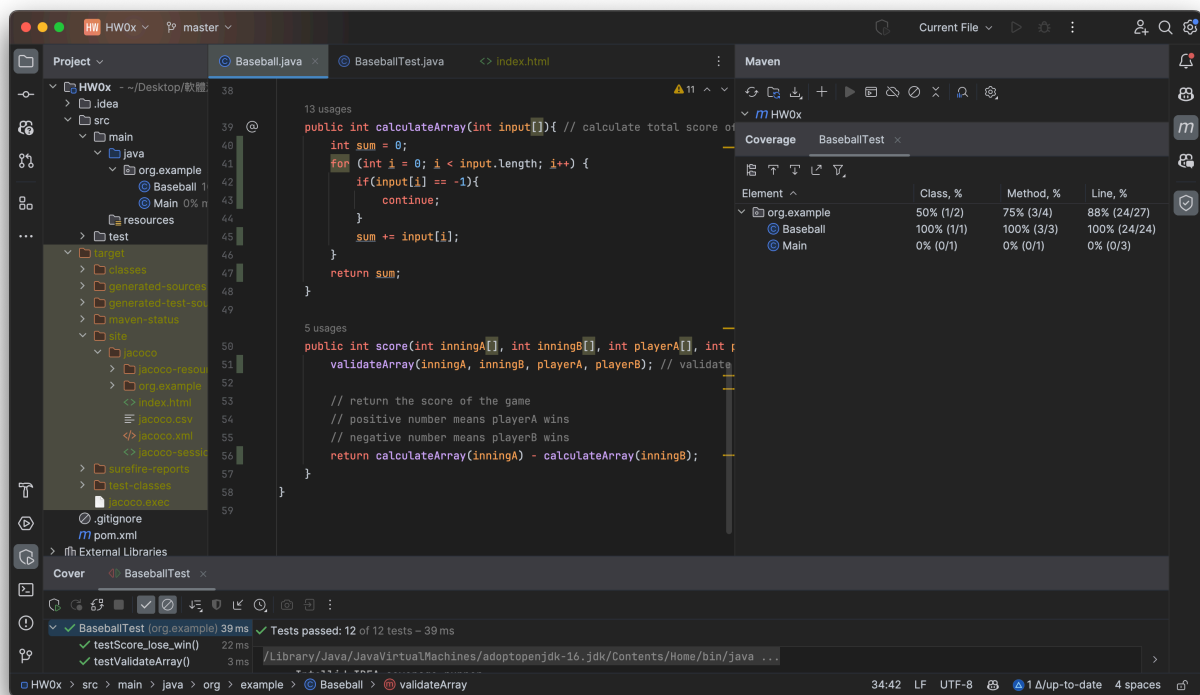 HW HW0x master Current File
Project
Baseball.java
BaseballTest.java
<> index.html
Maven
HW0x - ~/Desktop/軟體
.idea
src
main
java
org.example
Baseball
Main 0%
resources
test
target
classes
generated-sources
generated-test-sou
maven-status
site
jacoco
jacoco-resou
org.example
<> index.html
jacoco.csv
</> jacoco.xml
<> jacoco-sessio
surefire-reports
test-classes
jacoco.exec
.gitignore
m pom.xml
External Libraries
11
38
13 usages
39 @ public int calculateArray(int input[]){ // calculate total score of
40 int sum = 0;
41 for (int i = 0; i < input.length; i++) {
42 if(input[i] == -1){
43 continue;
44 }
45 sum += input[i];
46 }
47 return sum;
48 }
49
5 usages
50 public int score(int inningA[], int inningB[], int playerA[], int p
51 validateArray(inningA, inningB, playerA, playerB); // validate
52
53 // return the score of the game
54 // positive number means playerA wins
55 // negative number means playerB wins
56 return calculateArray(inningA) - calculateArray(inningB);
57 }
58 }
59
m HW0x
Coverage BaseballTest
Element Class, % Method, % Line, %
org.example 50% (1/2) 75% (3/4) 88% (24/27)
Baseball 100% (1/1) 100% (3/3) 100% (24/24)
Main 0% (0/1) 0% (0/1) 0% (0/3)
Cover BaseballTest
BaseballTest (org.example) 39 ms
testScore_lose_win() 22 ms
testValidateArray() 3 ms
Tests passed: 12 of 12 tests – 39 ms
/Library/Java/JavaVirtualMachines/adoptopenjdk-16.jdk/Contents/Home/bin/java ...
HW0x > src > main > java > org > example > Baseball > validateArray
34:42 LF UTF-8 1 Δ/up-to-date 4 spaces